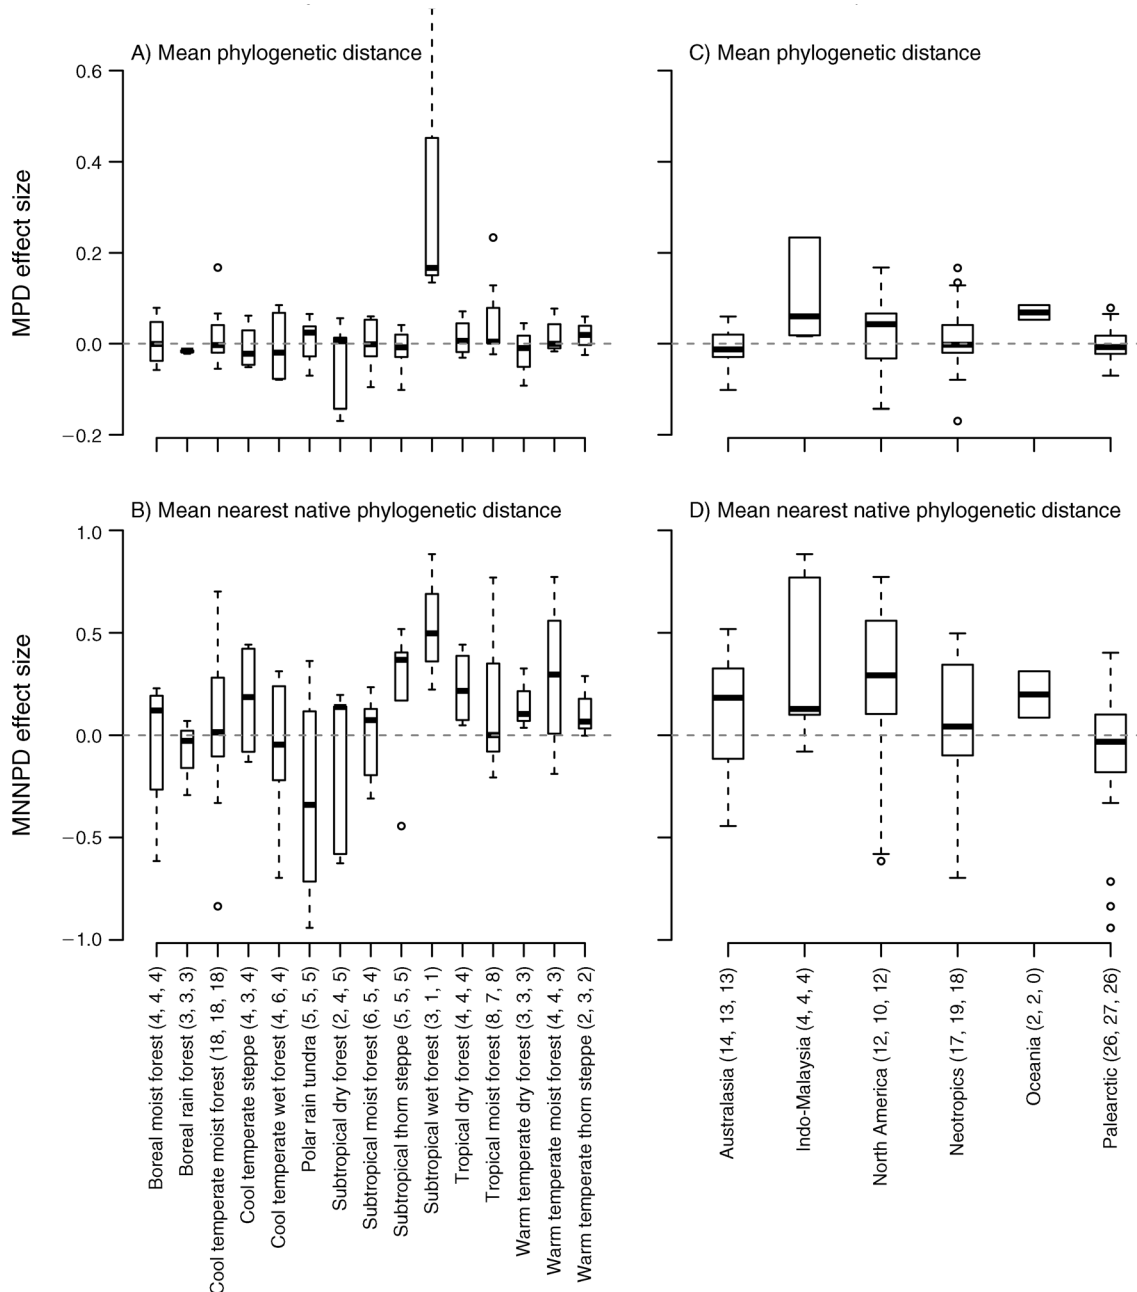 A) Mean phylogenetic distance
MPD effect size
0.6
0.4
0.2
0.0
−0.2
C) Mean phylogenetic distance
B) Mean nearest native phylogenetic distance
MNNPD effect size
1.0
0.5
0.0
−0.5
−1.0
Boreal moist forest (4, 4, 4)
Boreal rain forest (3, 3, 3)
Cool temperate moist forest (18, 18, 18)
Cool temperate steppe (4, 3, 4)
Cool temperate wet forest (4, 6, 4)
Polar rain tundra (5, 5, 5)
Subtropical dry forest (2, 4, 5)
Subtropical moist forest (6, 5, 4)
Subtropical thorn steppe (5, 5, 5)
Subtropical wet forest (3, 1, 1)
Tropical dry forest (4, 4, 4)
Tropical moist forest (8, 7, 8)
Warm temperate dry forest (3, 3, 3)
Warm temperate moist forest (4, 4, 3)
Warm temperate thorn steppe (2, 3, 2)
D) Mean nearest native phylogenetic distance
Australasia (14, 13, 13)
Indo-Malaysia (4, 4, 4)
North America (12, 10, 12)
Neotropics (17, 19, 18)
Oceania (2, 2, 0)
Palearctic (26, 27, 26)